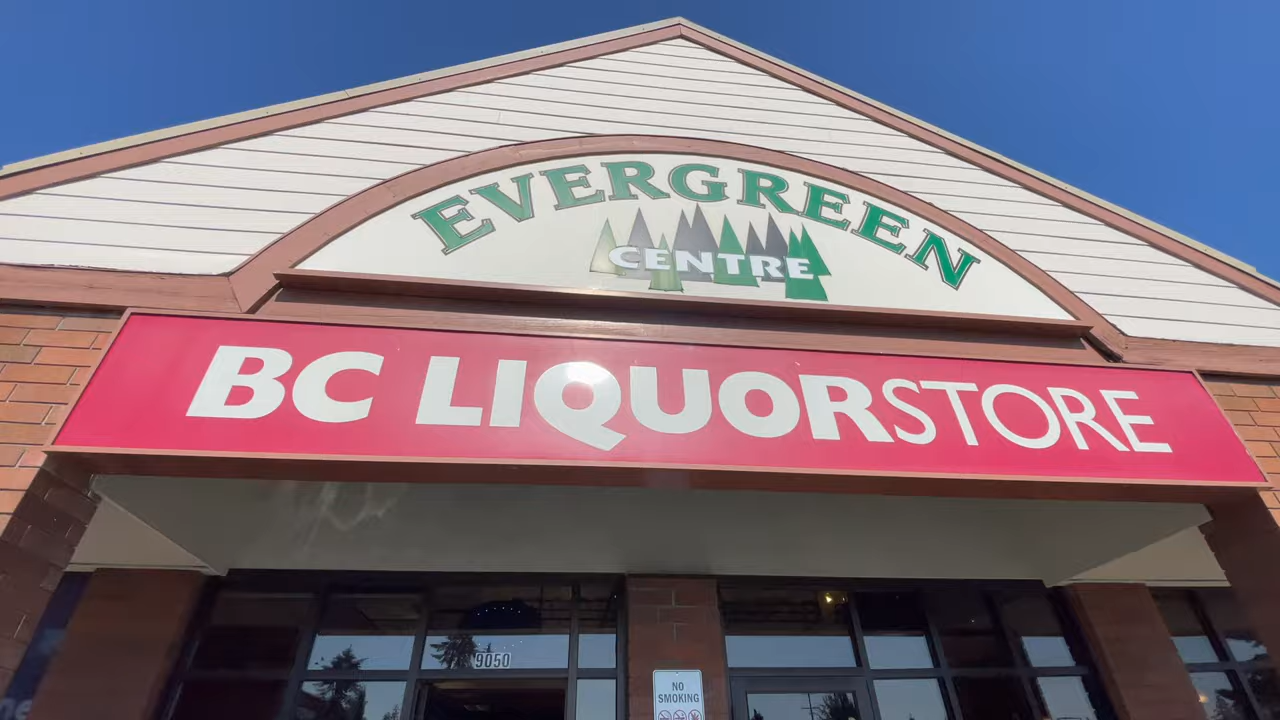 EVERGREEN
CENTRE
BC LIQUORSTORE
9050
NO
SMOKING